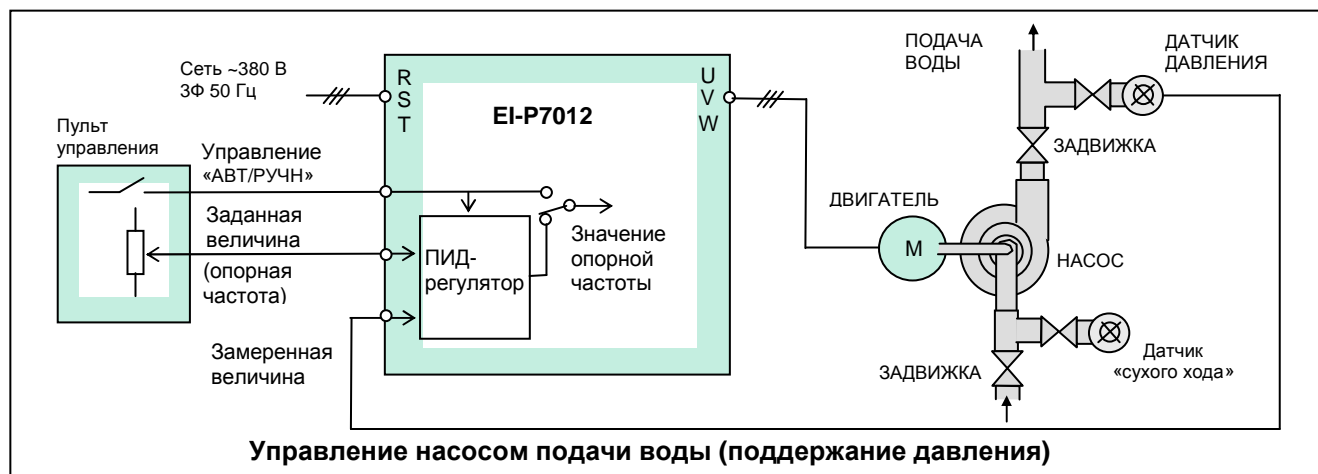 Сеть ~380 В
3Ф 50 Гц
R
S
T
EI-P7012
U
V
W
Пульт
управления
Управление
«АВТ/РУЧН»
Заданная
величина
(опорная
частота)
Замеренная
величина
ПИД-
регулятор
Значение
опорной
частоты
ДВИГАТЕЛЬ
М
ПОДАЧА
ВОДЫ
ДАТЧИК
ДАВЛЕНИЯ
ЗАДВИЖКА
НАСОС
Датчик
«сухого хода»
ЗАДВИЖКА
Управление насосом подачи воды (поддержание давления)